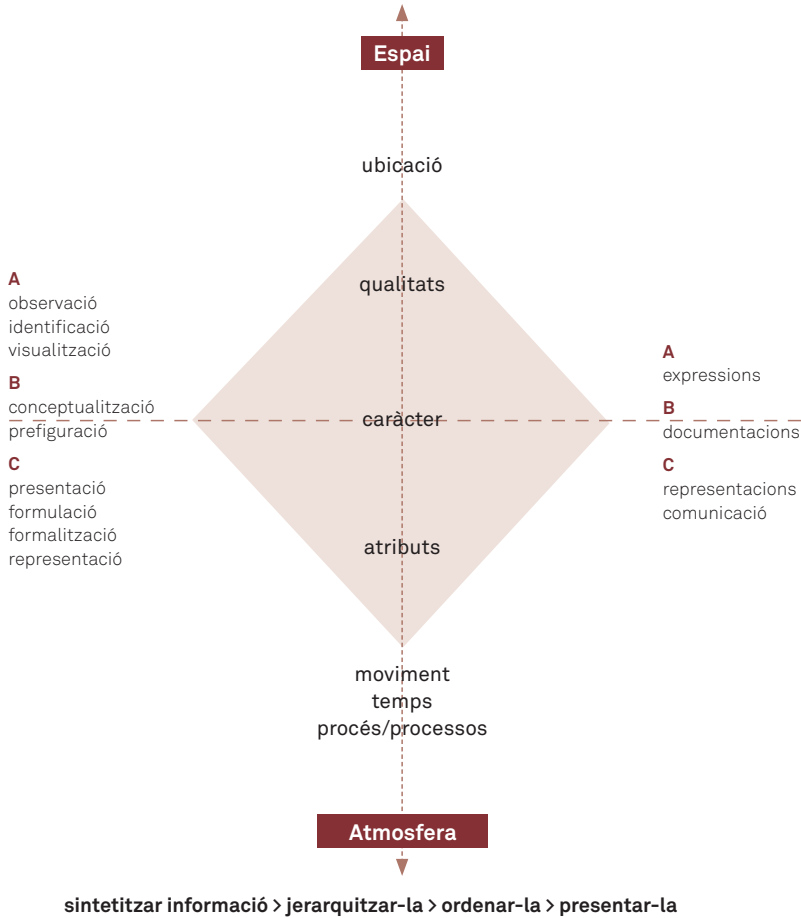 Espai
ubicació
qualitats
A
observació
identificació
visualització
B
conceptualització
prefiguració
C
presentació
formulació
formalització
representació
caràcter
A
expressions
B
documentacions
C
representacions
comunicació
atributs
moviment
temps
procés/processos
Atmosfera
sintetitzar informació > jerarquitzar-la > ordenar-la > presentar-la